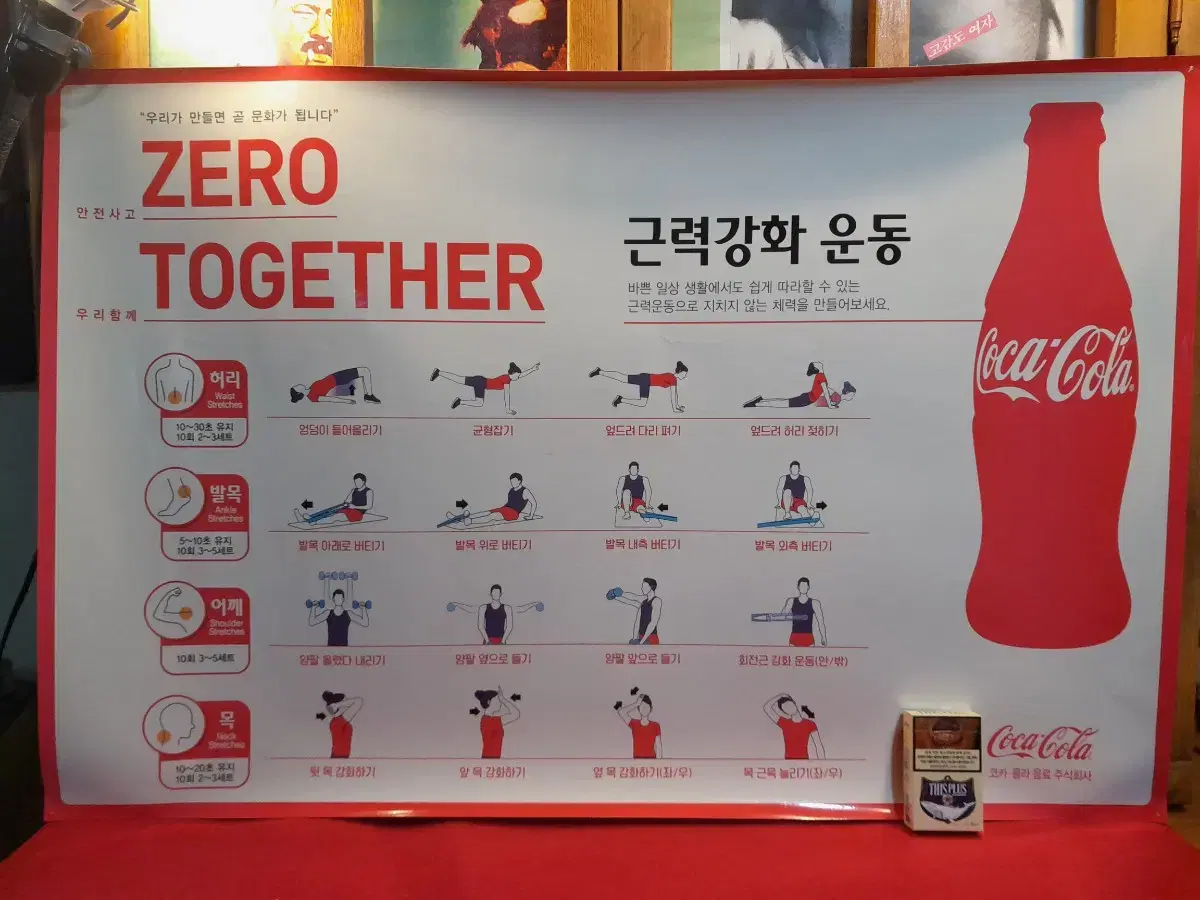 고감도 여자
“우리가 만들면 곧 문화가 됩니다”
안전사고 ZERO
우리함께 TOGETHER
근력강화 운동
바쁜 일상 생활에서도 쉽게 따라할 수 있는
근력운동으로 지치지 않는 체력을 만들어보세요.
Coca-Cola®
허리
Waist
Stretches
10~30초 유지
10회 2~3세트
엉덩이 들어올리기
균형잡기
엎드려 다리 펴기
엎드려 허리 젖히기
발목
Ankle
Stretches
5~10초 유지
10회 3~5세트
발목 아래로 버티기
발목 위로 버티기
발목 내측 버티기
발목 외측 버티기
어깨
Shoulder
Stretches
10회 3~5세트
양팔 올렸다 내리기
양팔 옆으로 들기
양팔 앞으로 들기
회전근 강화 운동(안/밖)
목
Neck
Stretches
10~20초 유지
10회 2~3세트
뒷 목 강화하기
앞 목 강화하기
옆 목 강화하기(좌/우)
목 근육 늘리기(좌/우)
THIS PLUS
Coca-Cola
코카·콜라 음료 주식회사